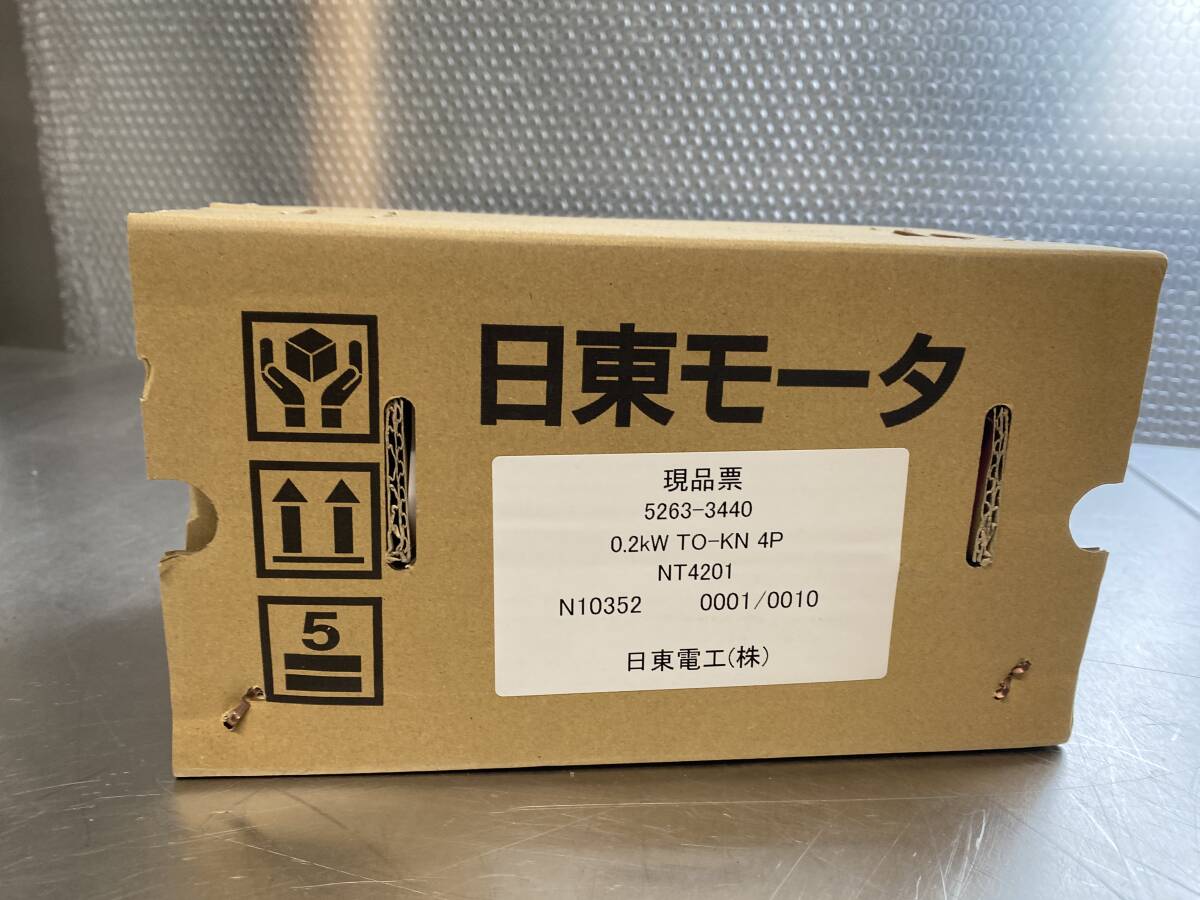 日東モータ
5
現品票
5263-3440
0.2kW TO-KN 4P
NT4201
N10352 0001/0010
日東電工(株)